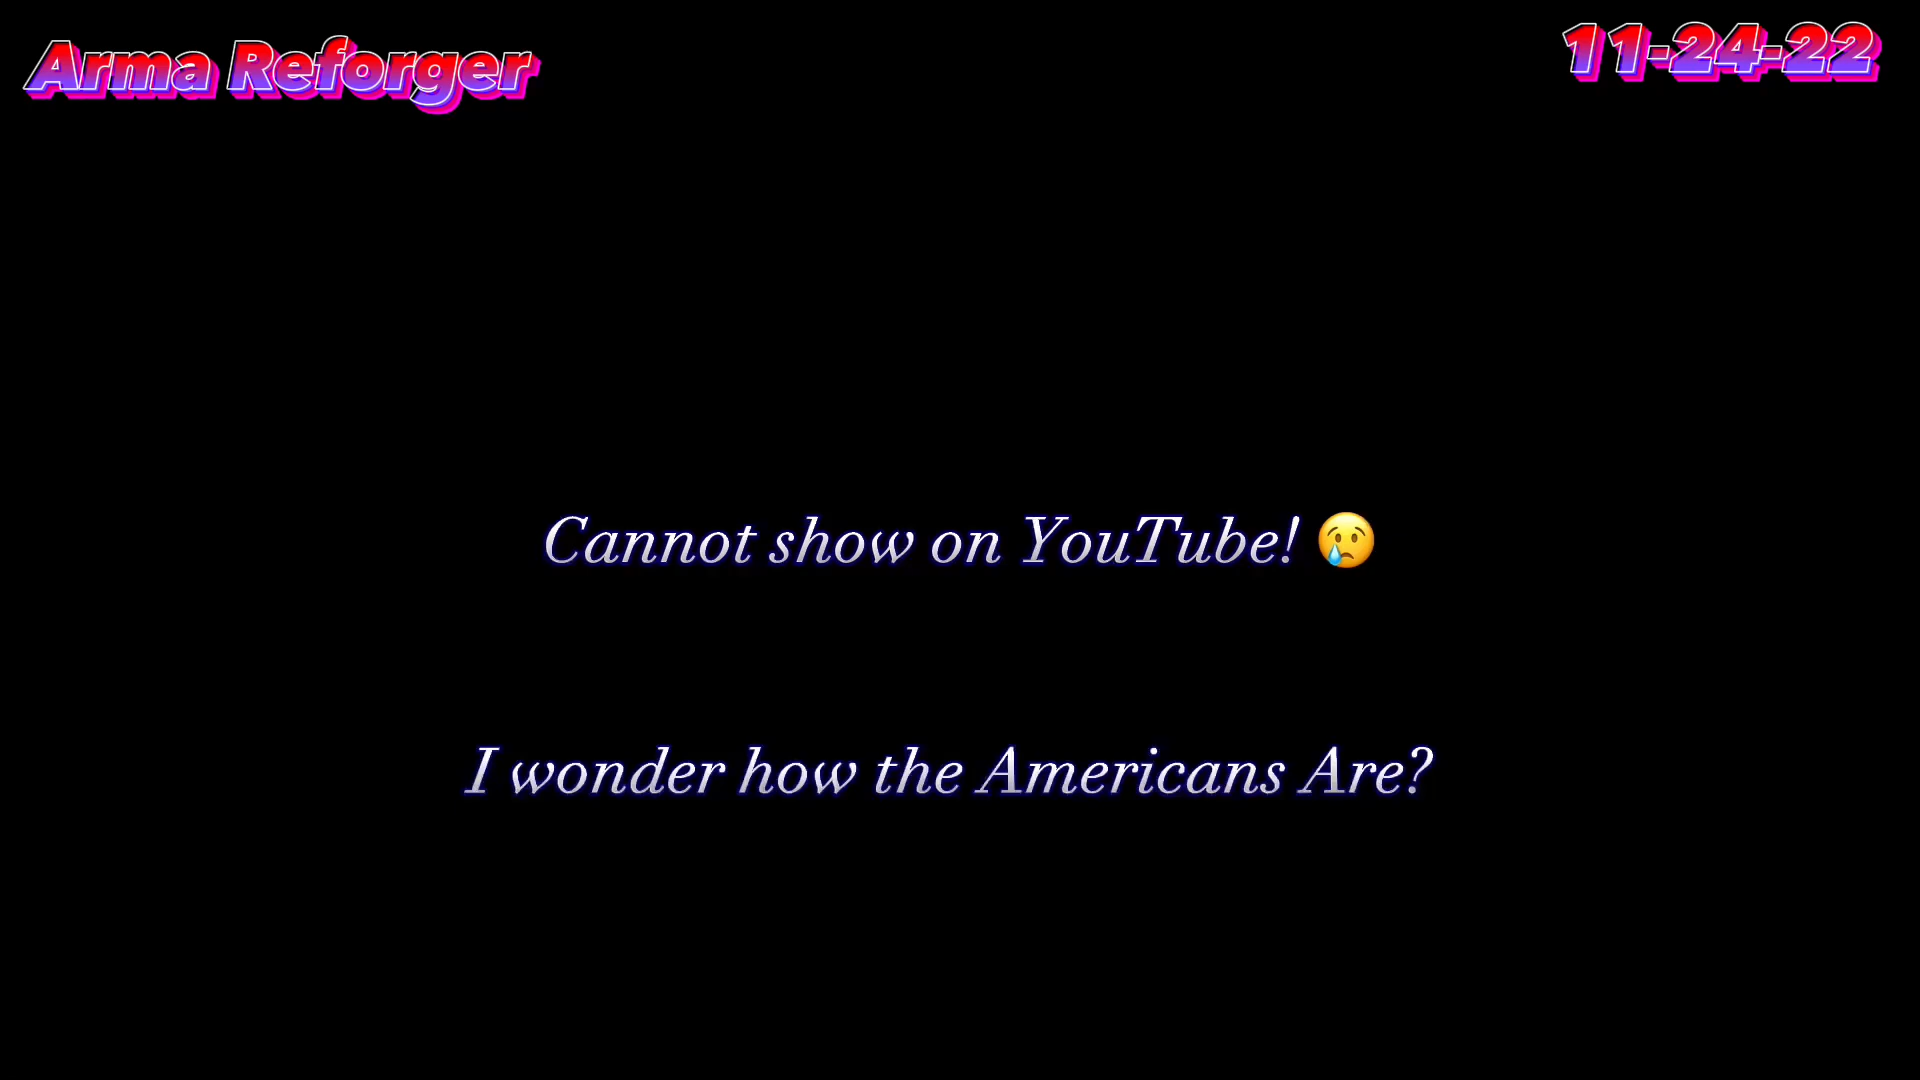 Arma Reforger
11-24-22
Cannot show on YouTube! 😢
I wonder how the Americans Are?